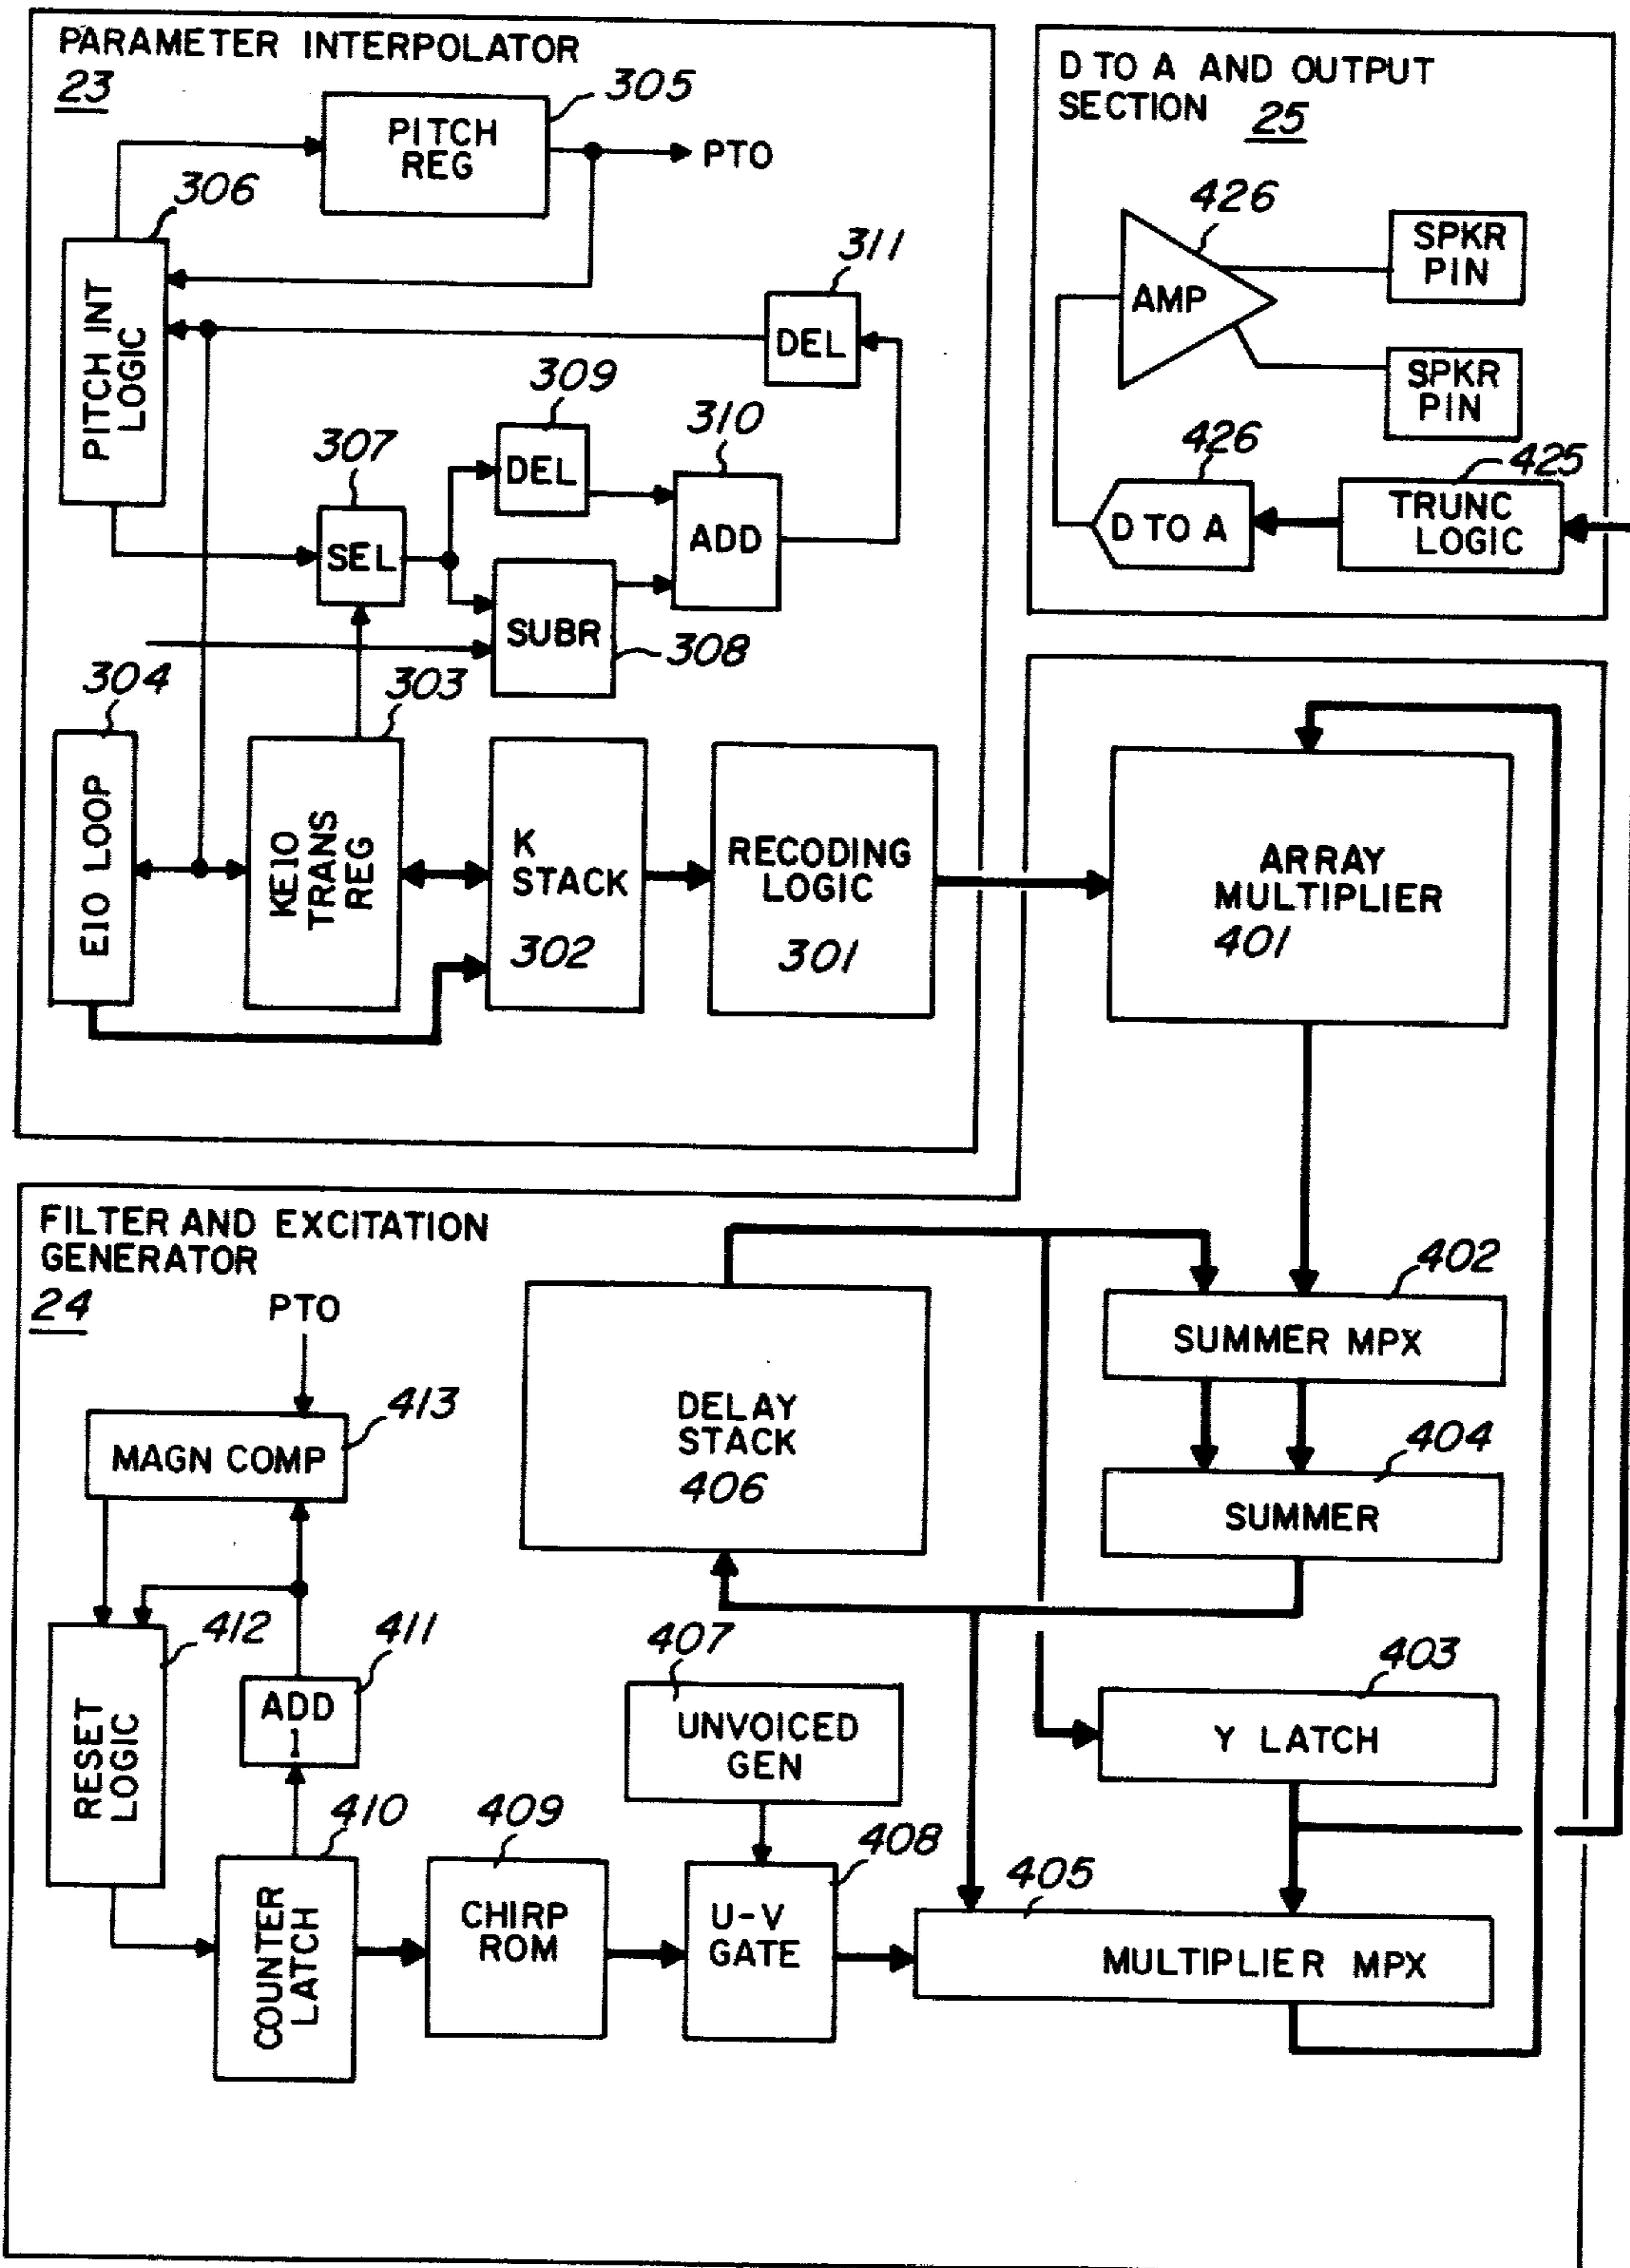 PARAMETER INTERPOLATOR
23
305
PITCH
REG
PTO
306
PITCH INT
LOGIC
311
DEL
309
DEL
310
ADD
307
SEL
SUBR
308
304
E10 LOOP
303
KE10
TRANS
REG
K
STACK
302
RECODING
LOGIC
301
D TO A AND OUTPUT
SECTION
25
426
AMP
SPKR
PIN
SPKR
PIN
426
D TO A
425
TRUNC
LOGIC
ARRAY
MULTIPLIER
401
FILTER AND EXCITATION
GENERATOR
24
PTO
413
MAGN COMP
DELAY
STACK
406
402
SUMMER MPX
404
SUMMER
412
RESET
LOGIC
411
ADD
1
407
UNVOICED
GEN
403
Y LATCH
410
COUNTER
LATCH
409
CHIRP
ROM
408
U-V
GATE
405
MULTIPLIER MPX